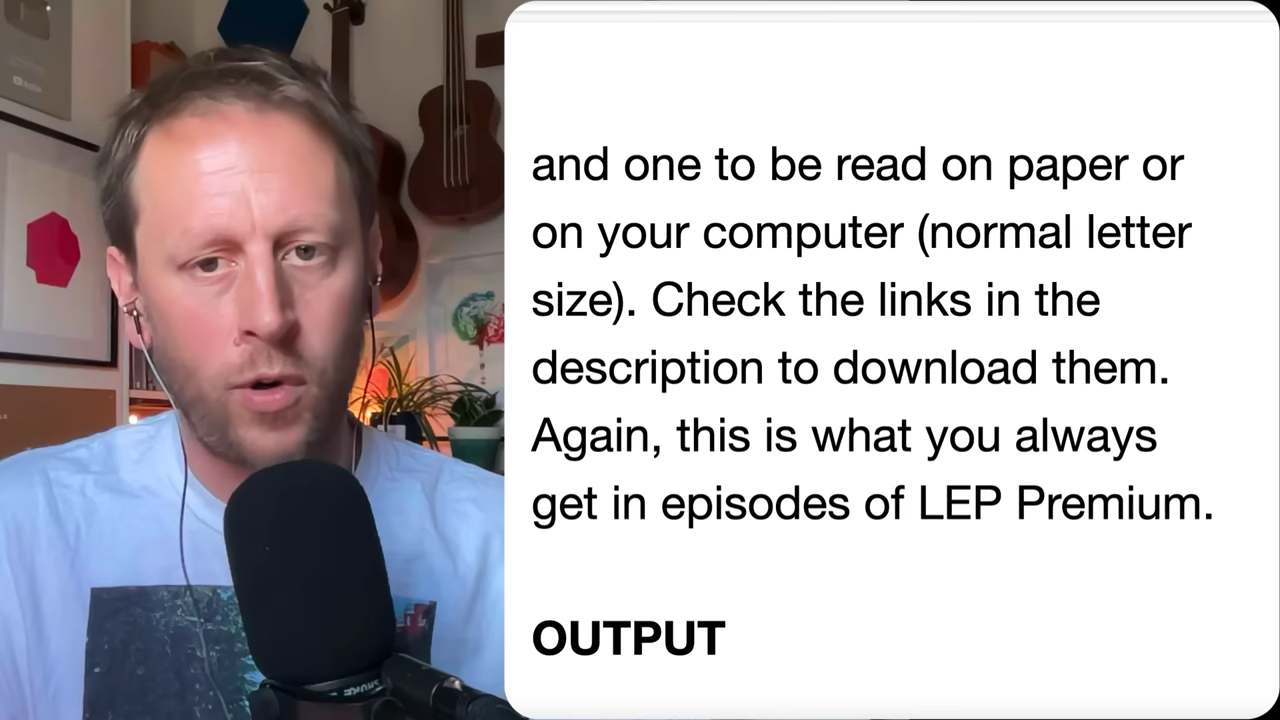 and one to be read on paper or
on your computer (normal letter
size). Check the links in the
description to download them.
Again, this is what you always
get in episodes of LEP Premium.
OUTPUT